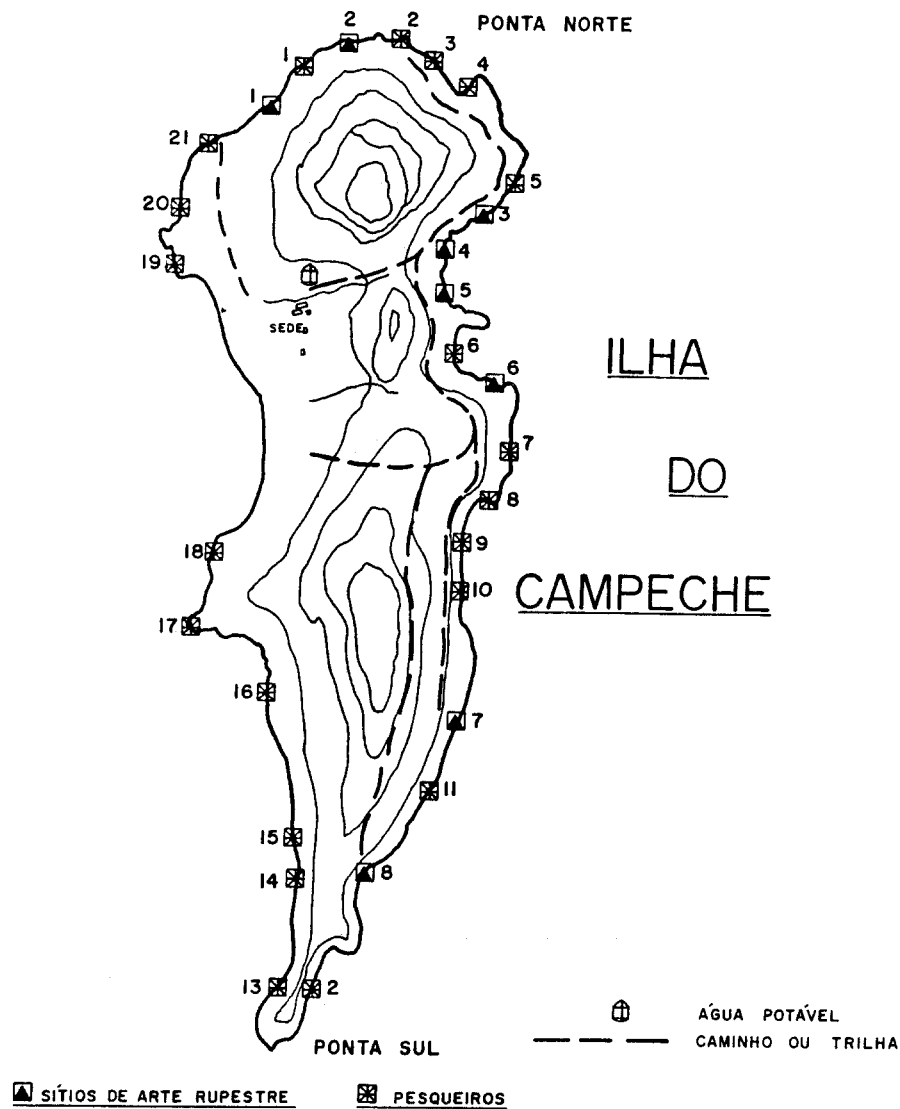 PONTA NORTE
2
2
3
1
4
1
21
5
20
3
4
19
5
SEDE
6
ILHA
6
7
DO
8
18
9
10
CAMPECHE
17
16
7
11
15
8
14
13
2
ÁGUA POTÁVEL
PONTA SUL
CAMINHO OU TRILHA
SÍTIOS DE ARTE RUPESTRE
PESQUEIROS